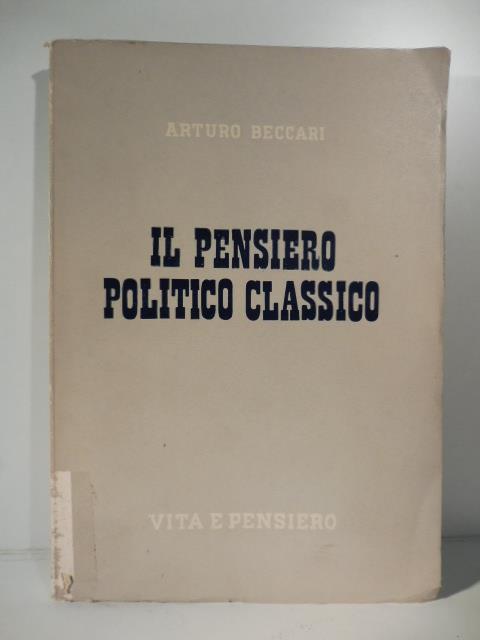 ARTURO BECCARI
IL PENSIERO
POLITICO CLASSICO
VITA E PENSIERO